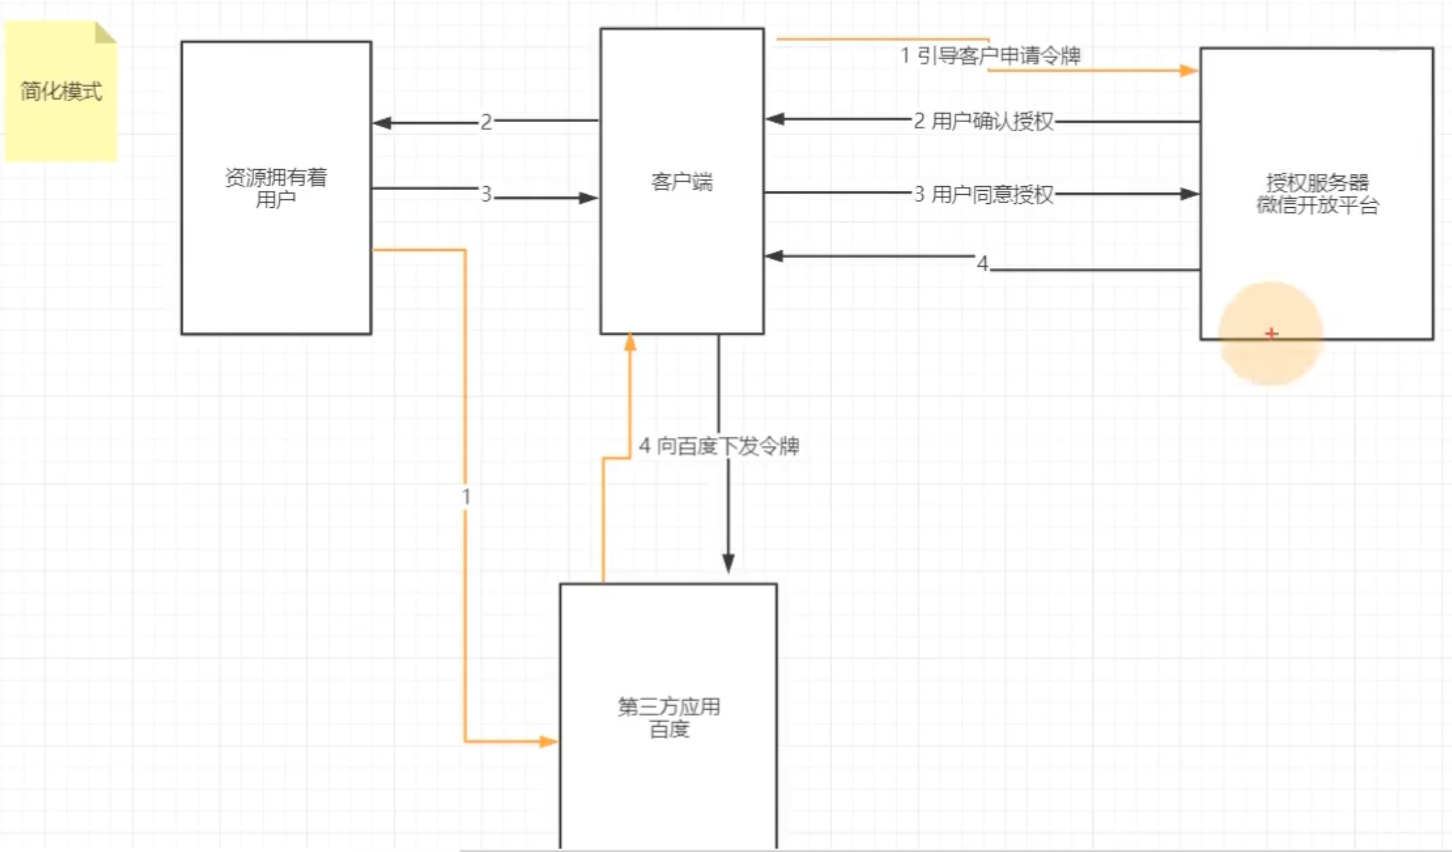 简化模式
资源拥有着
用户
2
3
1
客户端
1 引导客户申请令牌
2 用户确认授权
3 用户同意授权
4
授权服务器
微信开放平台
4 向百度下发令牌
第三方应用
百度